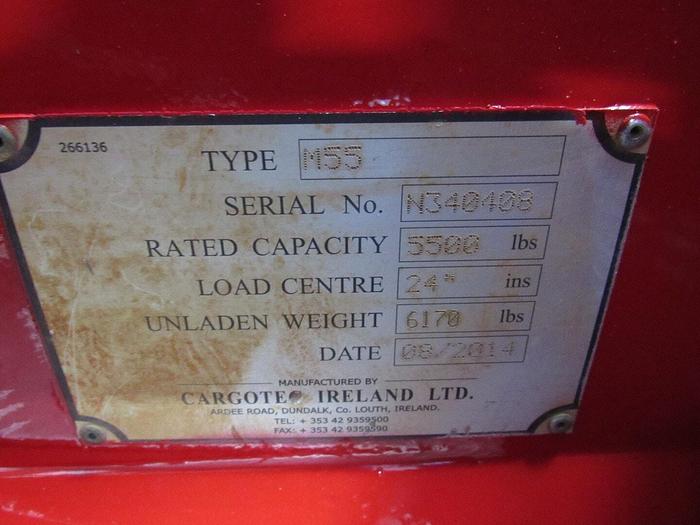 266136
TYPE M55
SERIAL No. N340408
RATED CAPACITY 5500 lbs
LOAD CENTRE 24" ins
UNLADEN WEIGHT 6170 lbs
DATE 08/2014
MANUFACTURED BY
CARGOTEC IRELAND LTD.
ARDEE ROAD, DUNDALK, Co. LOUTH, IRELAND.
TEL: + 353 42 9359500
FAX: + 353 42 9359590